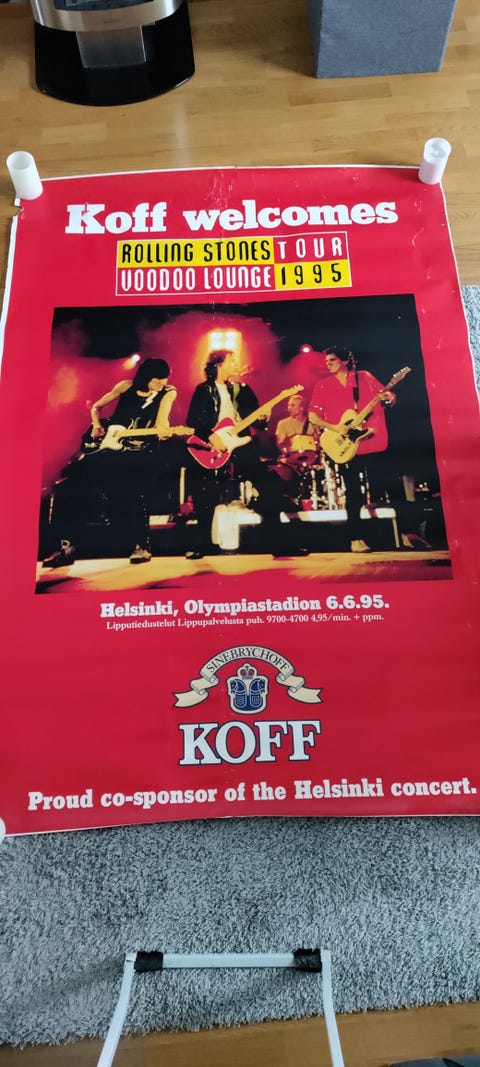 Koff welcomes
ROLLING STONES TOUR
VOODOO LOUNGE 1995
Helsinki, Olympiastadion 6.6.95.
Lipputiedustelut Lippupalvelusta puh. 9700-4700 4,95/min. + ppm.
SINEBRYCHOFF
KOFF
Proud co-sponsor of the Helsinki concert.